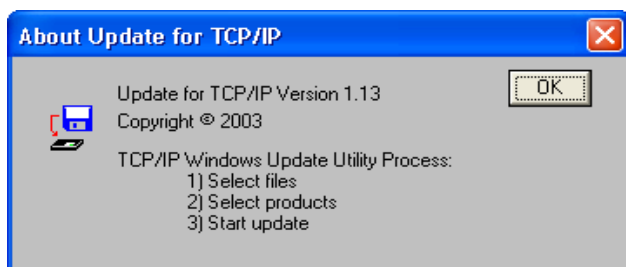 About Update for TCP/IP
OK
Update for TCP/IP Version 1.13
Copyright © 2003
TCP/IP Windows Update Utility Process:
1) Select files
2) Select products
3) Start update